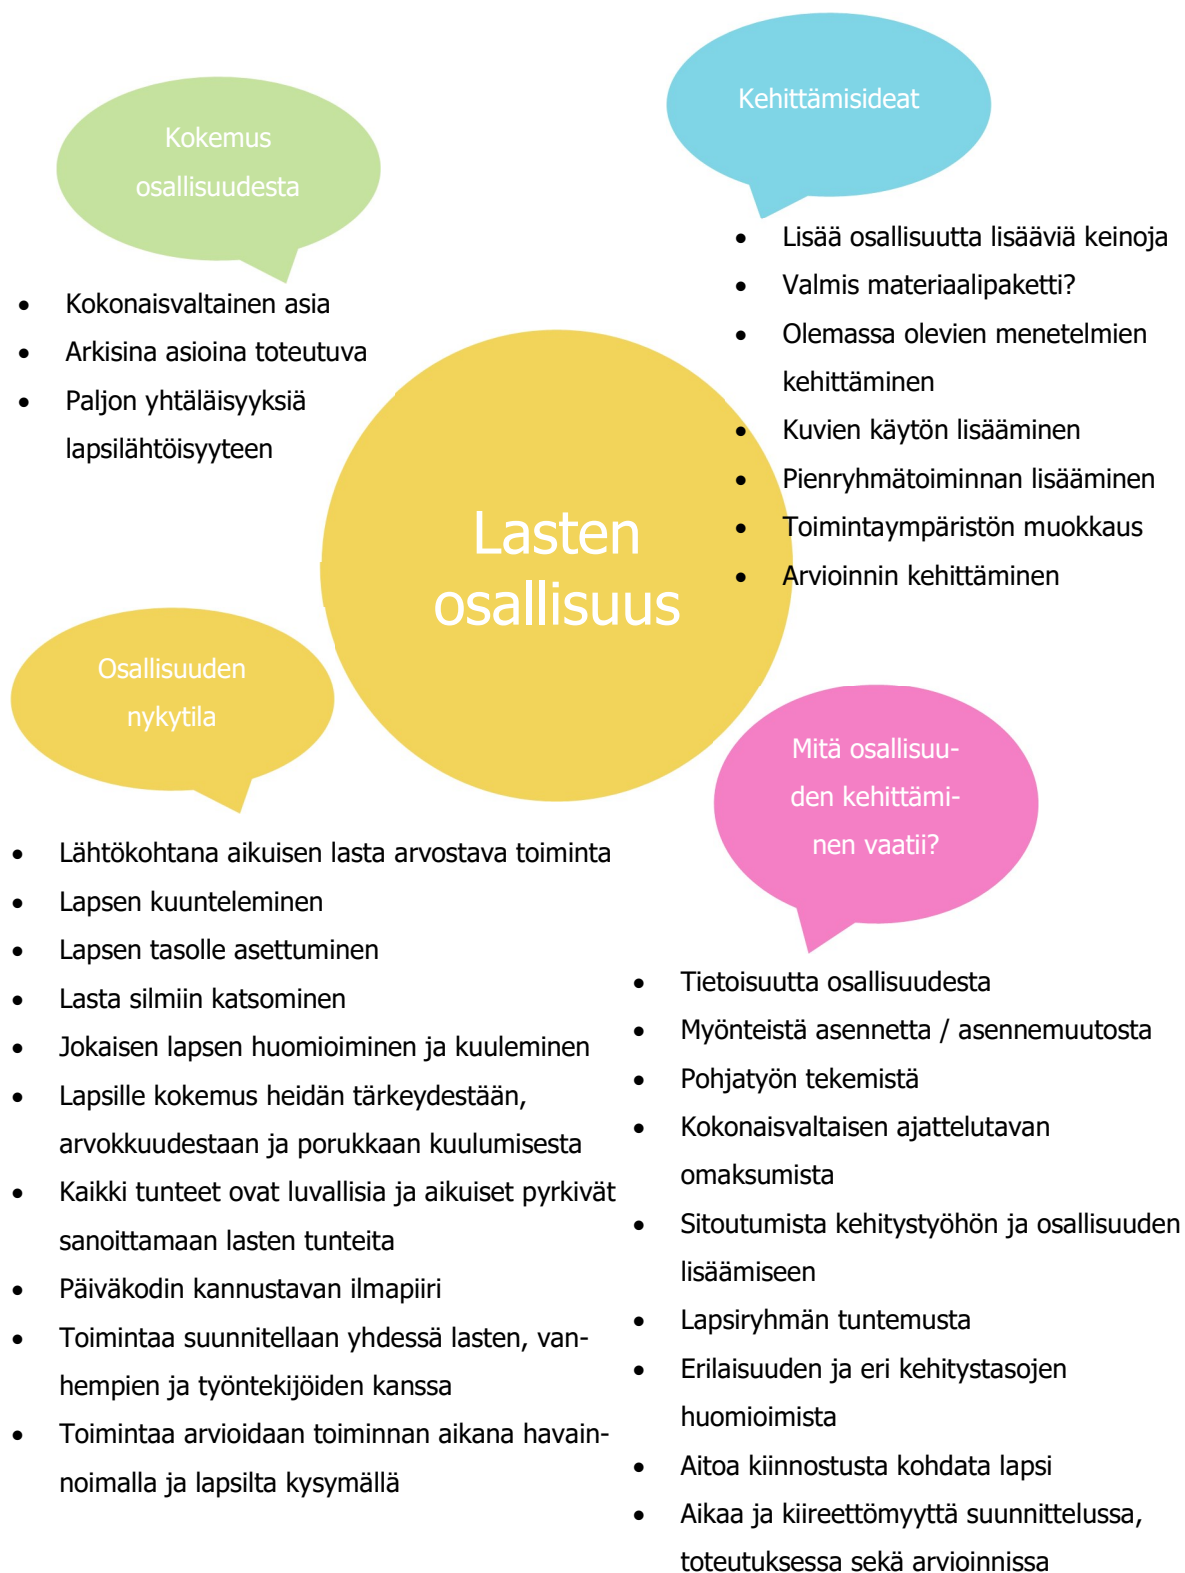 Kokemus
osallisuudesta
• Kokonaisvaltainen asia
• Arkisina asioina toteutuva
• Paljon yhtäläisyyksiä
lapsilähtöisyyteen
Kehittämisideat
• Lisää osallisuutta lisääviä keinoja
• Valmis materiaalipaketti?
• Olemassa olevien menetelmien
kehittäminen
• Kuvien käytön lisääminen
• Pienryhmätoiminnan lisääminen
• Toimintaympäristön muokkaus
• Arvioinnin kehittäminen
Lasten
osallisuus
Osallisuuden
nykytila
• Lähtökohtana aikuisen lasta arvostava toiminta
• Lapsen kuunteleminen
• Lapsen tasolle asettuminen
• Lasta silmiin katsominen
• Jokaisen lapsen huomioiminen ja kuuleminen
• Lapsille kokemus heidän tärkeydestään,
arvokkuudestaan ja porukkaan kuulumisesta
• Kaikki tunteet ovat luvallisia ja aikuiset pyrkivät
sanoittamaan lasten tunteita
• Päiväkodin kannustavan ilmapiiri
• Toimintaa suunnitellaan yhdessä lasten, van-
hempien ja työntekijöiden kanssa
• Toimintaa arvioidaan toiminnan aikana havain-
noimalla ja lapsilta kysymällä
Mitä osallisuu-
den kehittämi-
nen vaatii?
• Tietoisuutta osallisuudesta
• Myönteistä asennetta / asennemuutosta
• Pohjatyön tekemistä
• Kokonaisvaltaisen ajattelutavan
omaksumista
• Sitoutumista kehitystyöhön ja osallisuuden
lisäämiseen
• Lapsiryhmän tuntemusta
• Erilaisuuden ja eri kehitystasojen
huomioimista
• Aitoa kiinnostusta kohdata lapsi
• Aikaa ja kiireettömyyttä suunnittelussa,
toteutuksessa sekä arvioinnissa